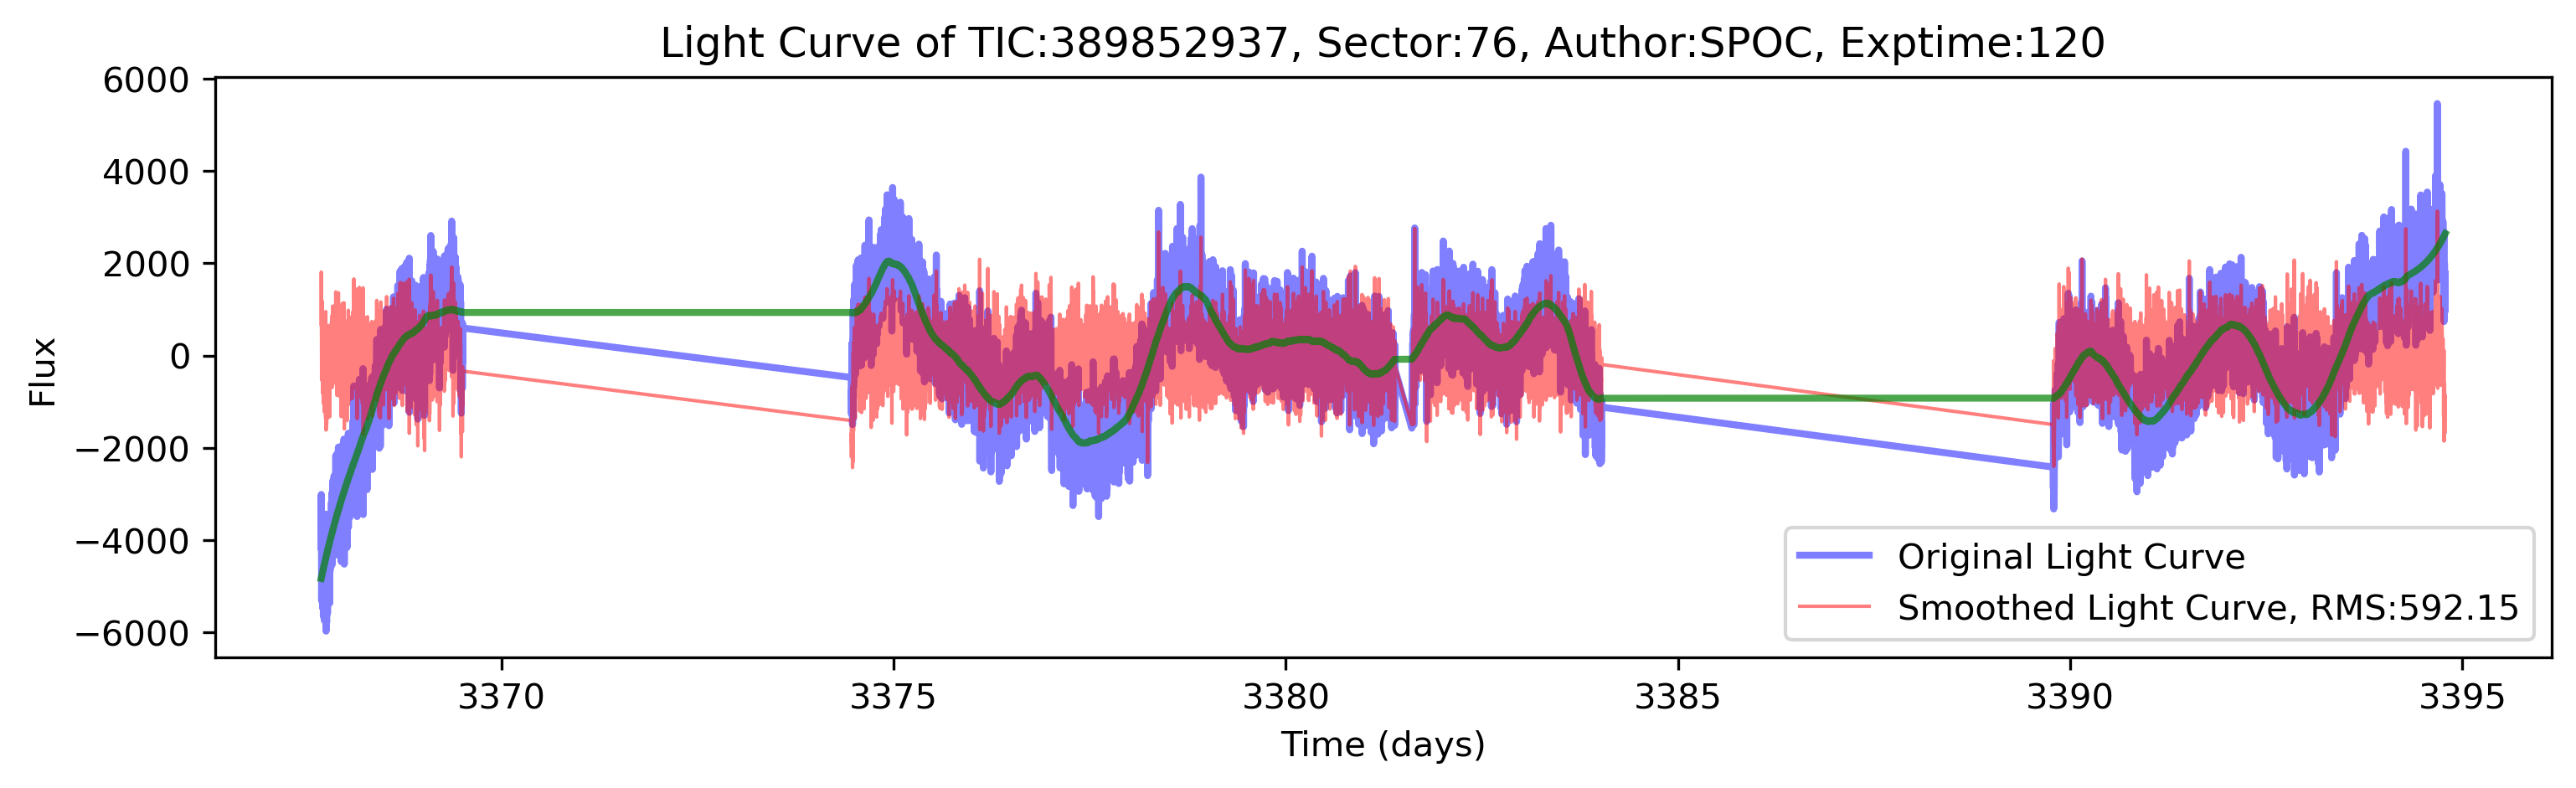 Light Curve of TIC:389852937, Sector:76, Author:SPOC, Exptime:120
6000
4000
2000
0
−2000
−4000
−6000
Flux
3370 3375 3380 3385 3390 3395
Time (days)
Original Light Curve
Smoothed Light Curve, RMS:592.15